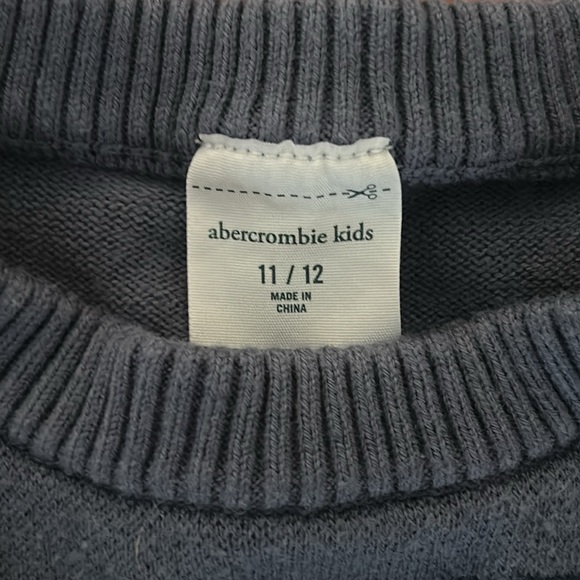 abercrombie kids
11 / 12
MADE IN
CHINA